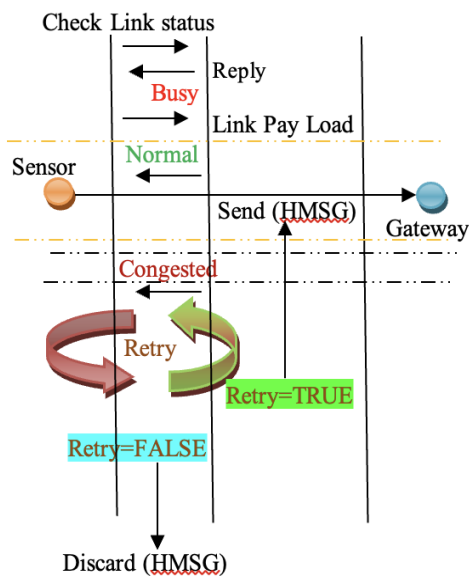 Check Link status
Reply
Busy
Link Pay Load
Normal
Sensor
Send (HMSG)
Gateway
Congested
Retry
Retry=TRUE
Retry=FALSE
Discard (HMSG)